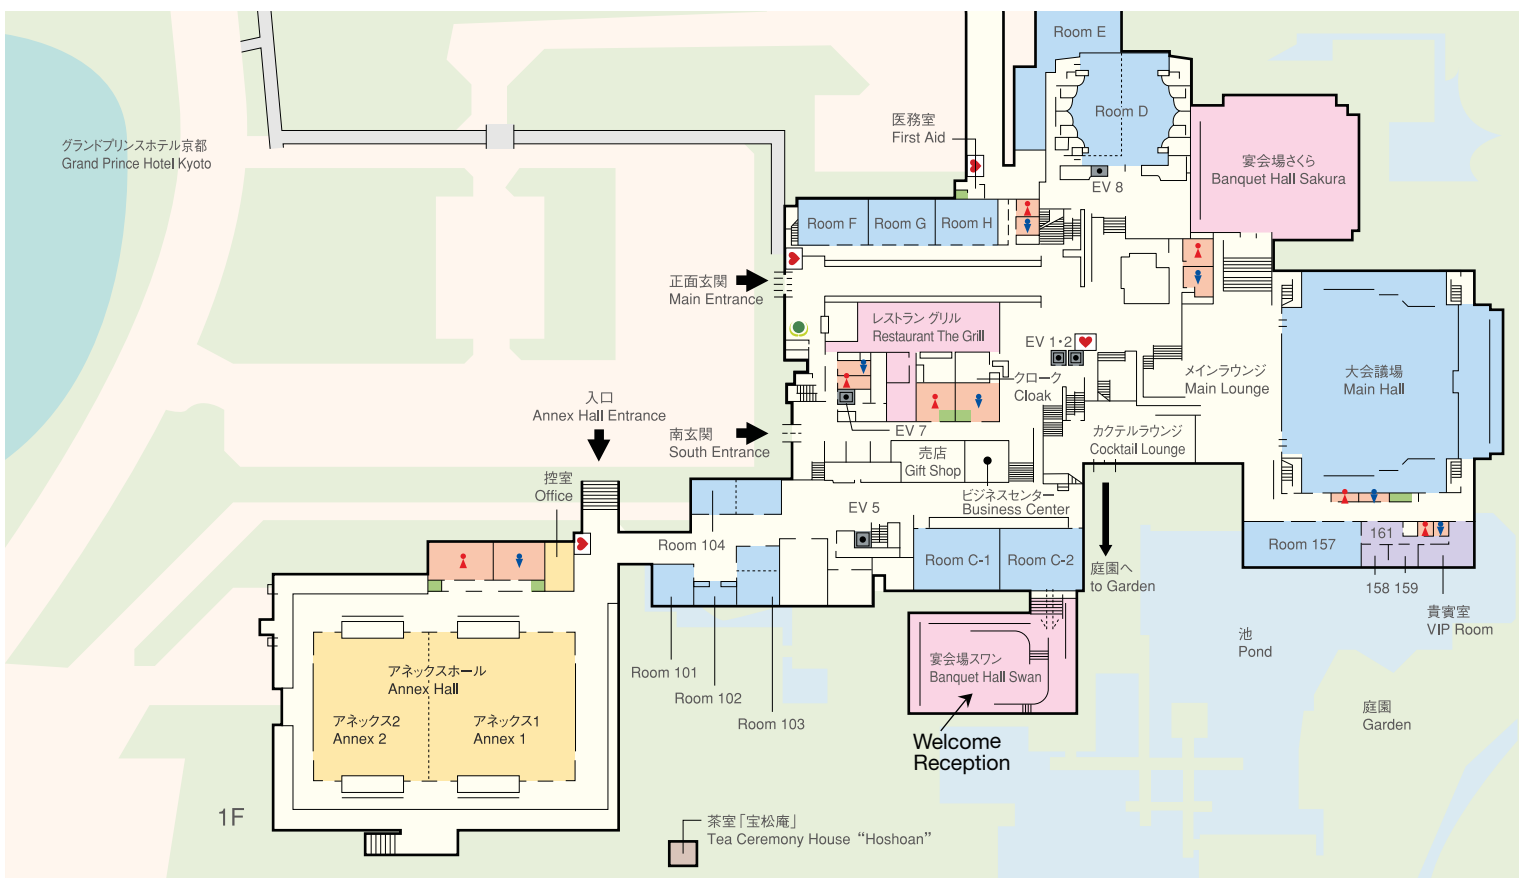 Room E
Room D
医務室
First Aid
グランドプリンスホテル京都
Grand Prince Hotel Kyoto
宴会場さくら
Banquet Hall Sakura
EV 8
Room F
Room G
Room H
正面玄関
Main Entrance
レストラン グリル
Restaurant The Grill
EV 1・2
クローク
Cloak
メインラウンジ
Main Lounge
大会議場
Main Hall
入口
Annex Hall Entrance
南玄関
South Entrance
EV 7
売店
Gift Shop
カクテルラウンジ
Cocktail Lounge
控室
Office
ビジネスセンター
Business Center
EV 5
Room 104
Room C-1
Room C-2
庭園へ
to Garden
Room 157
161
158
159
貴賓室
VIP Room
池
Pond
宴会場スワン
Banquet Hall Swan
Room 101
Room 102
Room 103
アネックスホール
Annex Hall
アネックス2
Annex 2
アネックス1
Annex 1
庭園
Garden
Welcome
Reception
1F
茶室「宝松庵」
Tea Ceremony House “Hoshoan”